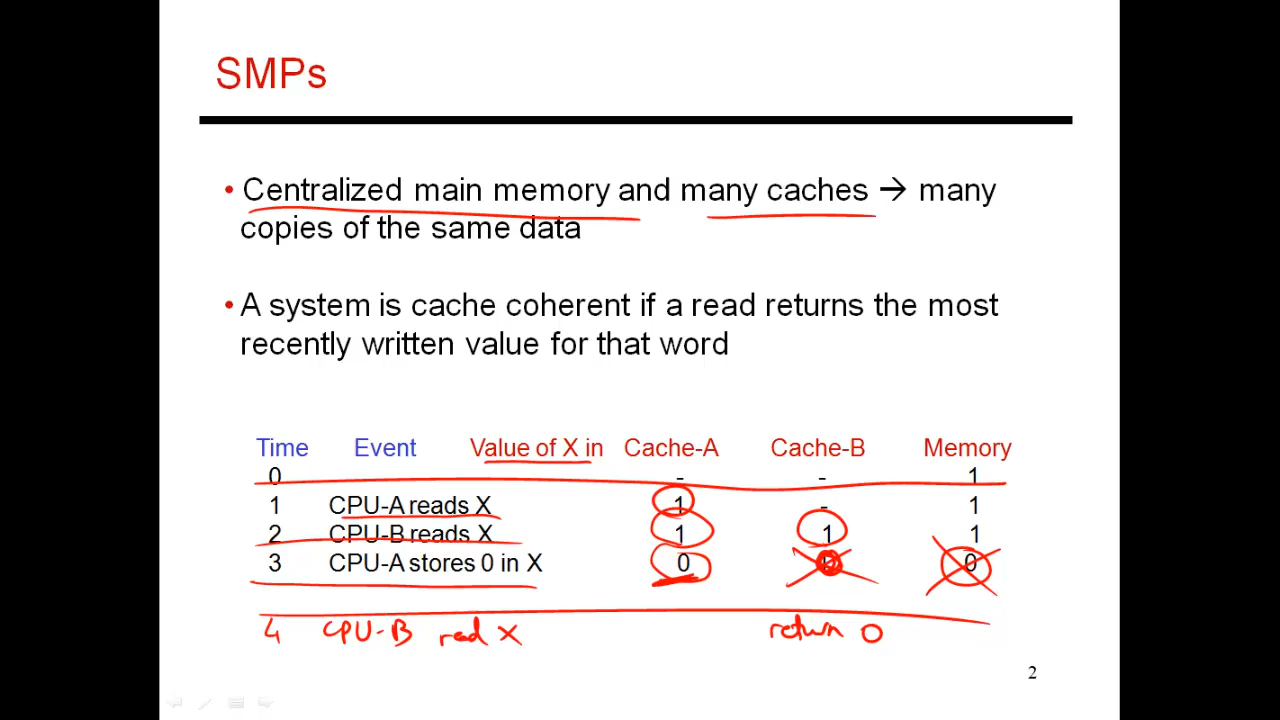 SMPs
• Centralized main memory and many caches → many
copies of the same data
• A system is cache coherent if a read returns the most
recently written value for that word
Time Event Value of X in Cache-A Cache-B Memory
0 - - 1
1 CPU-A reads X 1 - 1
2 CPU-B reads X 1 1 1
3 CPU-A stores 0 in X 0 0
4 CPU-B read X return 0
2